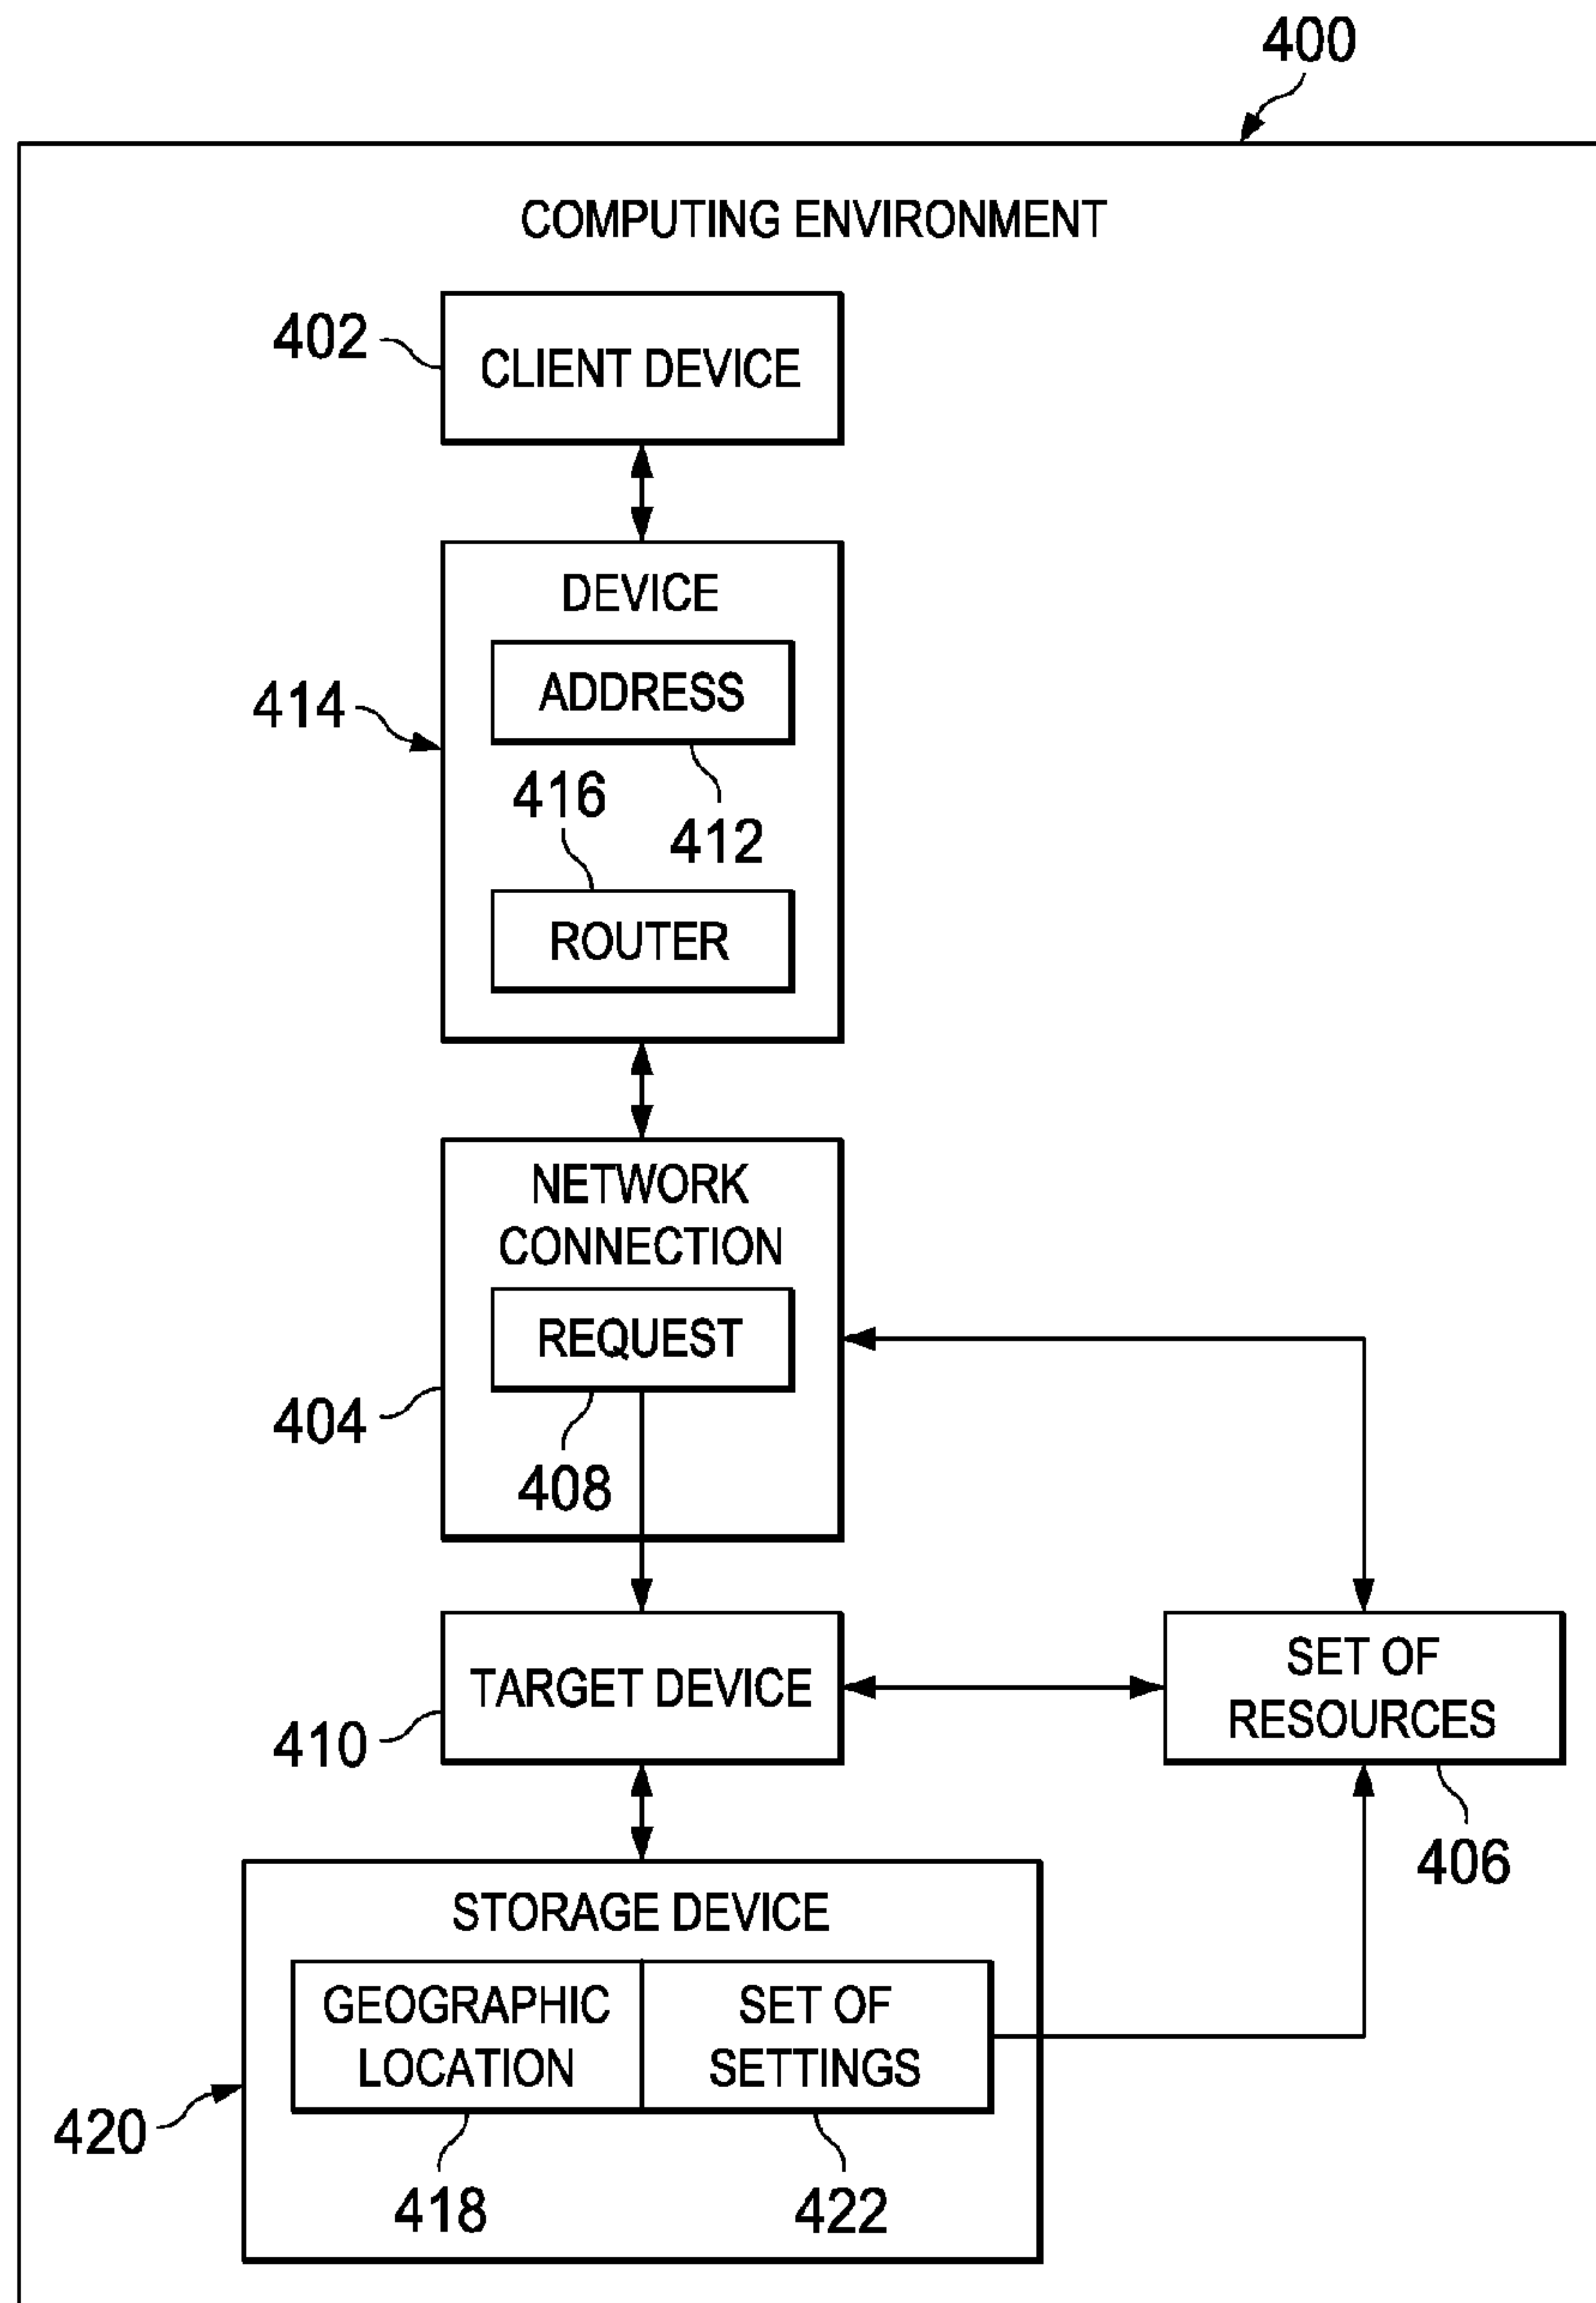 400
COMPUTING ENVIRONMENT
402
CLIENT DEVICE
DEVICE
ADDRESS
414
416
412
ROUTER
NETWORK
CONNECTION
REQUEST
404
408
TARGET DEVICE
410
SET OF
RESOURCES
406
STORAGE DEVICE
GEOGRAPHIC
LOCATION
SET OF
SETTINGS
420
418
422